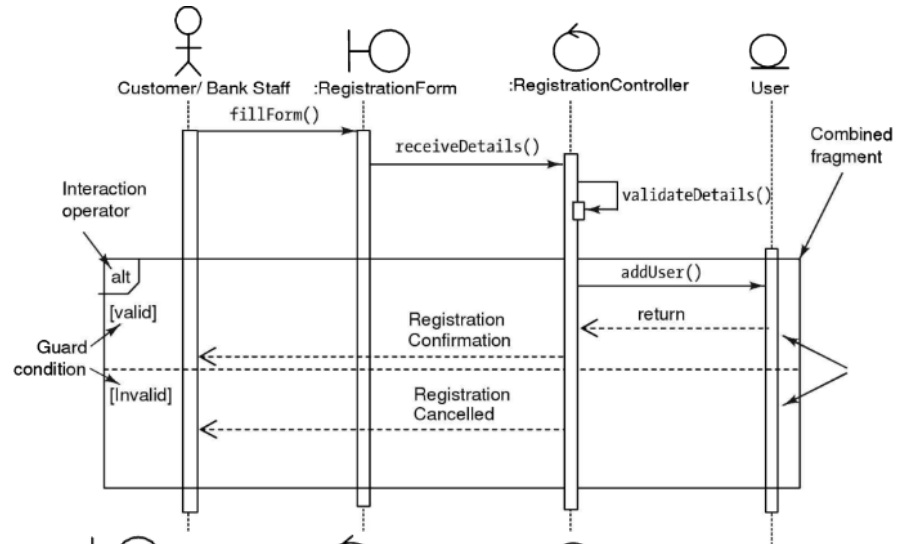 Customer/ Bank Staff
:RegistrationForm
:RegistrationController
User
fillForm()
receiveDetails()
Combined
fragment
Interaction
operator
validateDetails()
alt
addUser()
[valid]
return
Registration
Confirmation
Guard
condition
[Invalid]
Registration
Cancelled